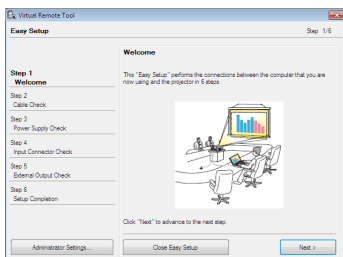 Virtual Remote Tool
Easy Setup
Step 1/6
Step 1
Welcome
Step 2
Cable Check
Step 3
Power Supply Check
Step 4
Input Connector Check
Step 5
External Output Check
Step 6
Setup Completion
Welcome
This "Easy Setup" performs the connections between the computer that you are
now using and the projector in 6 steps.
Click "Next" to advance to the next step.
Administrator Settings...
Close Easy Setup
Next >